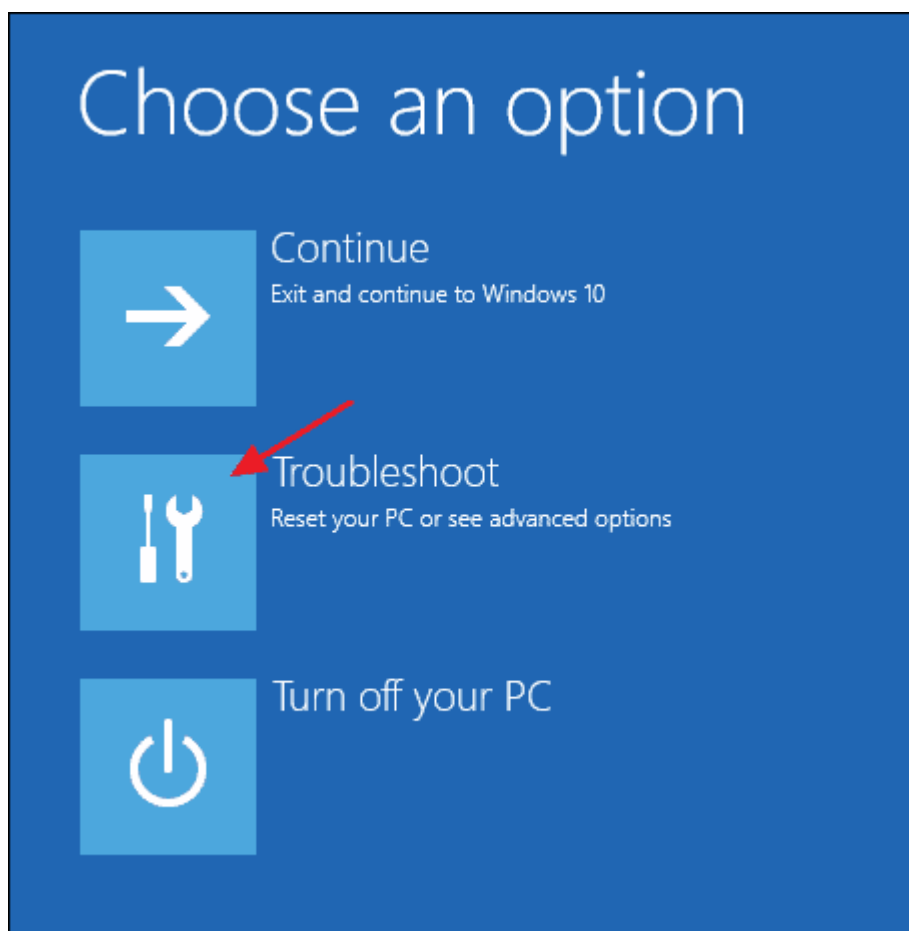 Choose an option
Continue
Exit and continue to Windows 10
Troubleshoot
Reset your PC or see advanced options
Turn off your PC